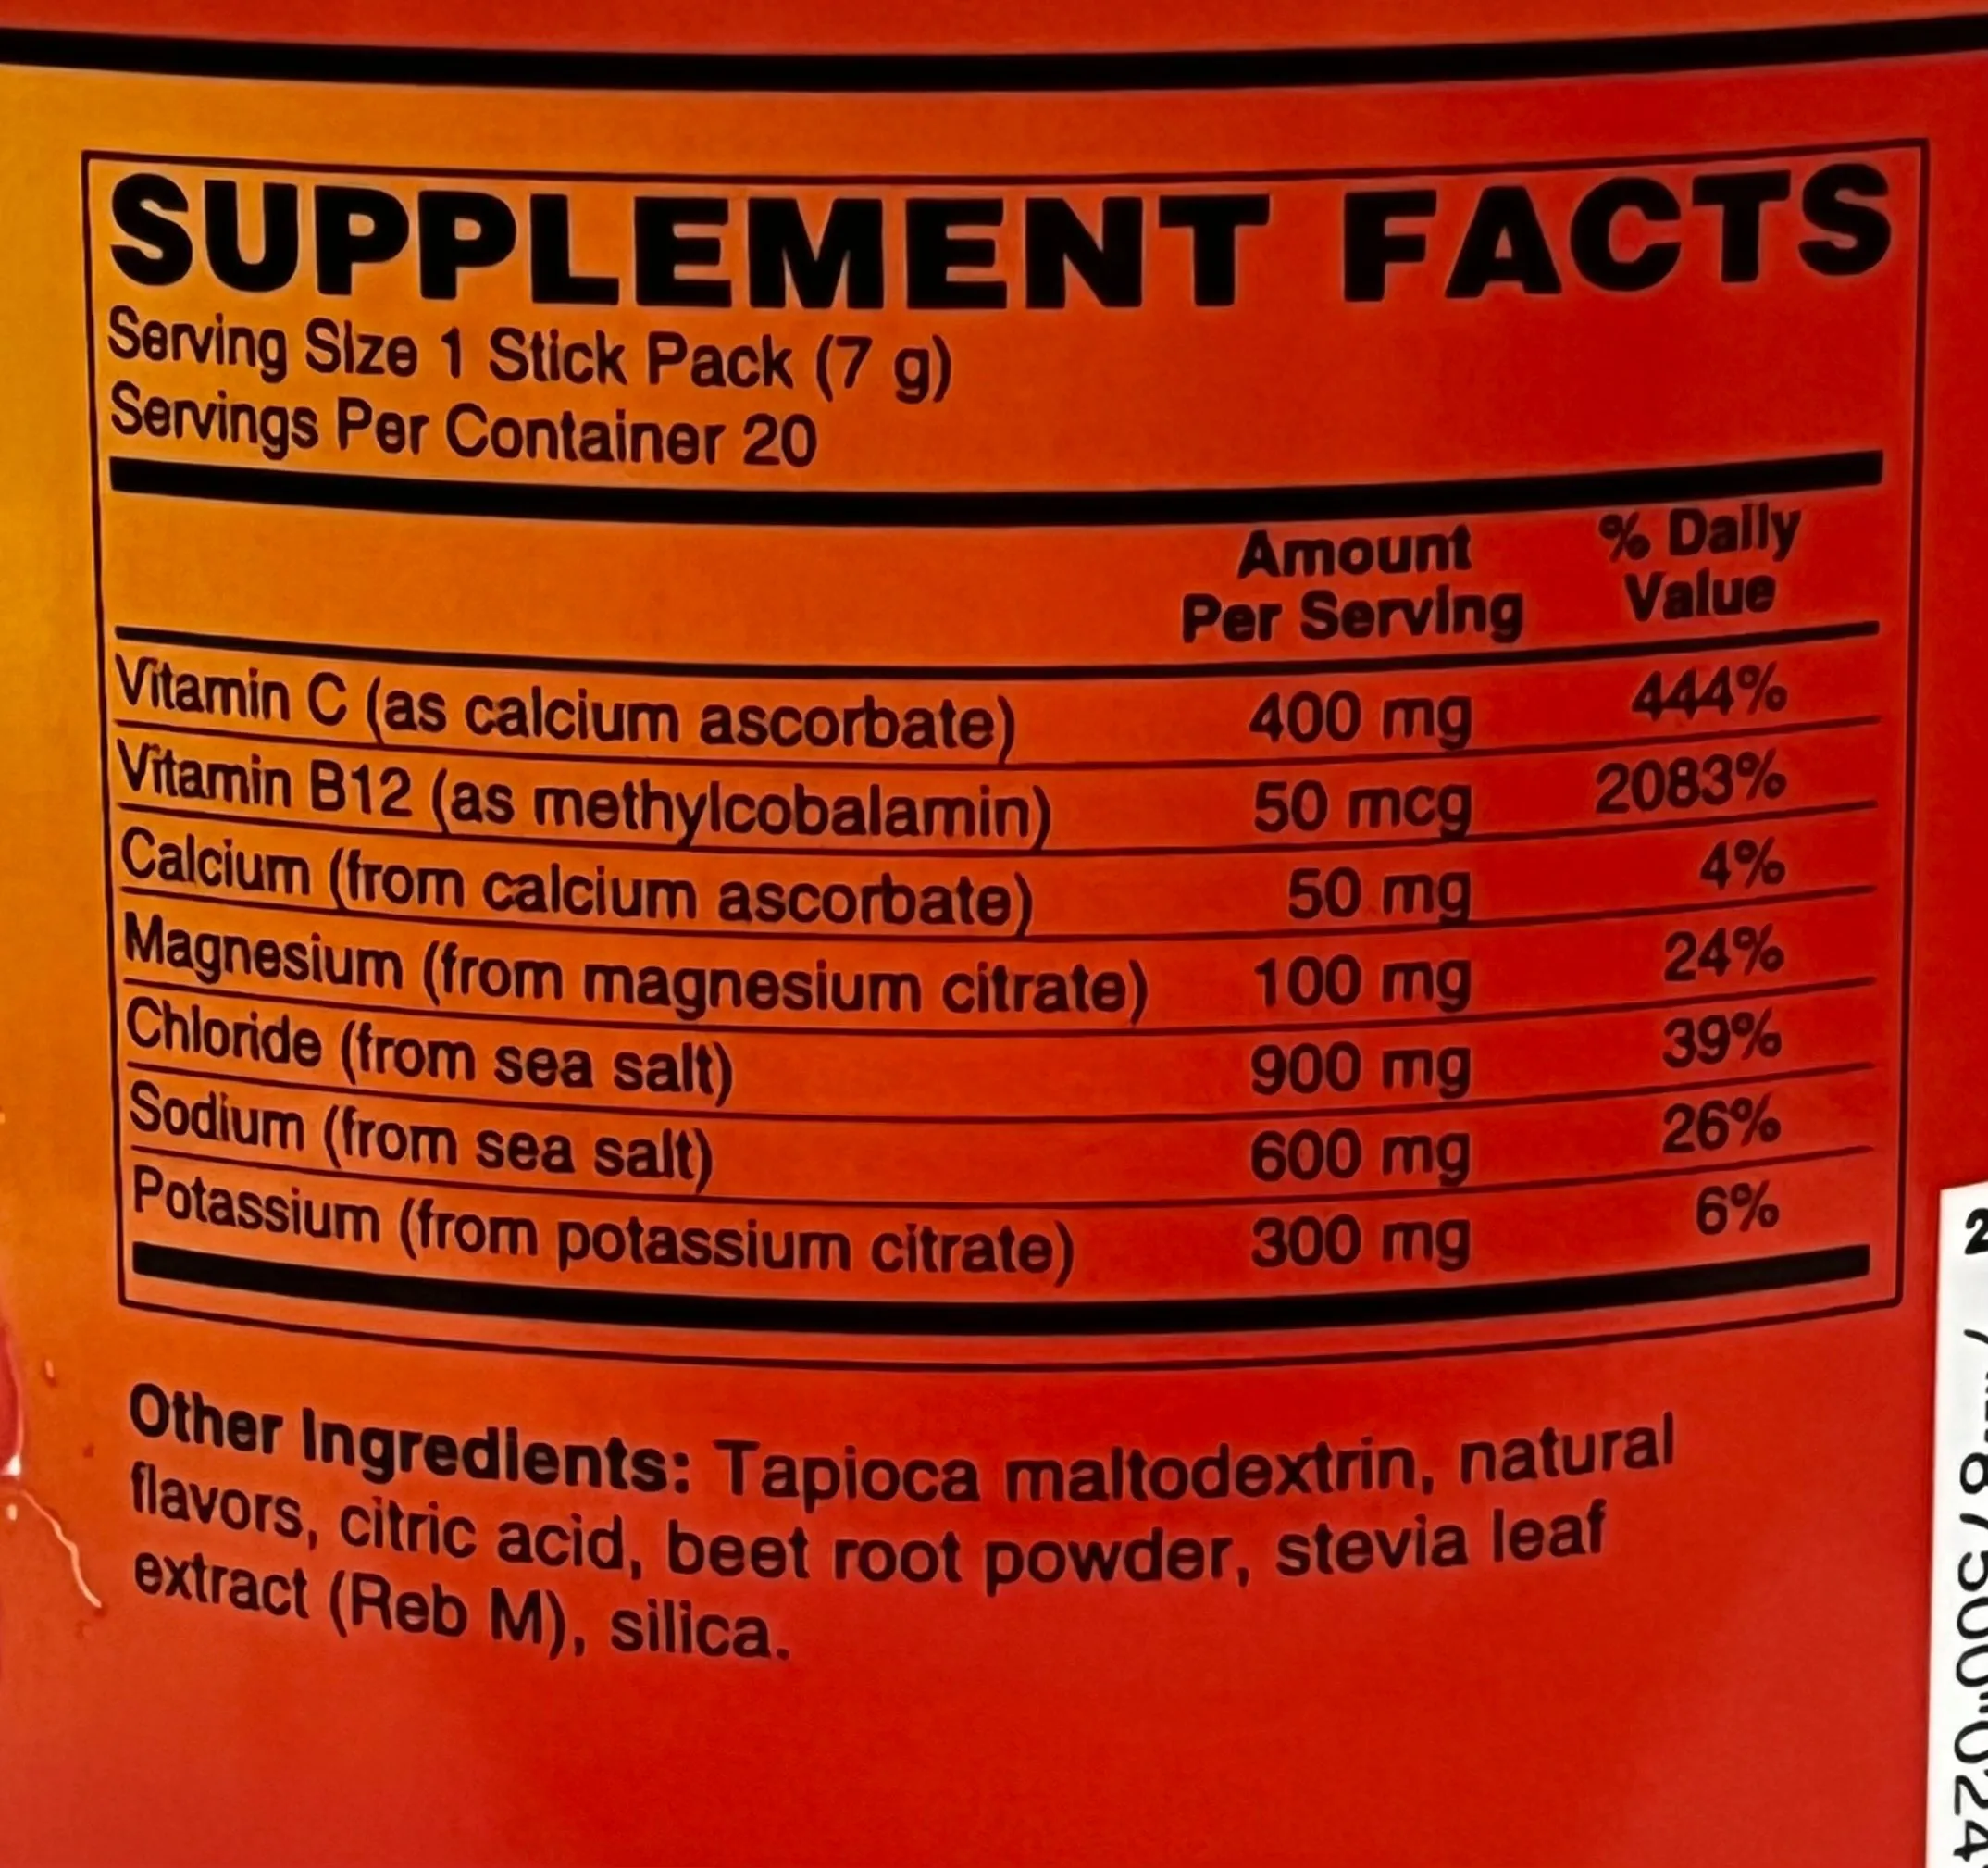 SUPPLEMENT FACTS
Serving Size 1 Stick Pack (7 g)
Servings Per Container 20
Amount Per Serving % Daily Value
Vitamin C (as calcium ascorbate) 400 mg 444%
Vitamin B12 (as methylcobalamin) 50 mcg 2083%
Calcium (from calcium ascorbate) 50 mg 4%
Magnesium (from magnesium citrate) 100 mg 24%
Chloride (from sea salt) 900 mg 39%
Sodium (from sea salt) 600 mg 26%
Potassium (from potassium citrate) 300 mg 6%
Other Ingredients: Tapioca maltodextrin, natural
flavors, citric acid, beet root powder, stevia leaf
extract (Reb M), silica.